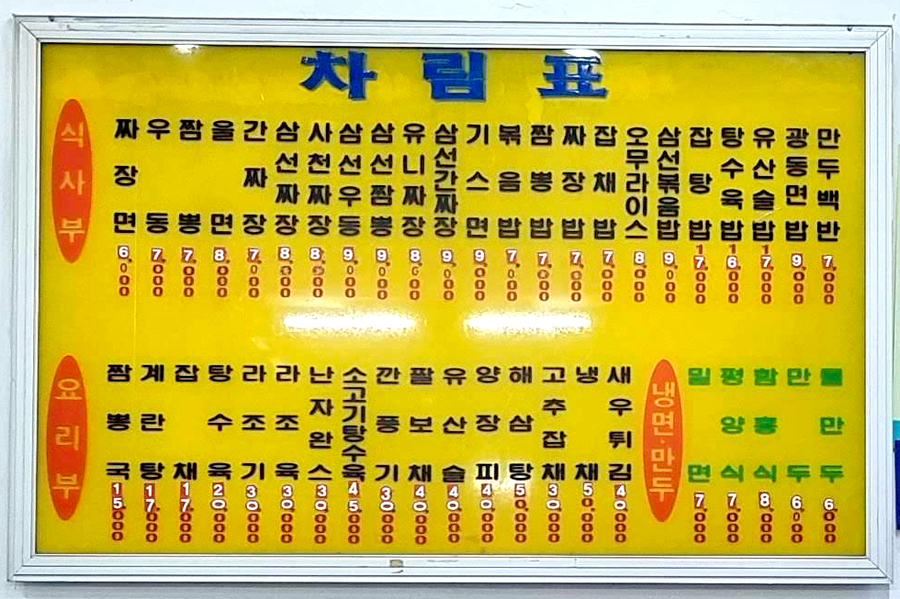 차림표
식사부
짜장면 6,000
우동 7,000
짬뽕 7,000
울면 8,000
간짜장 7,000
삼선짜장 8,000
사천짜장 8,000
삼선우동 9,000
삼선짬뽕 9,000
유니짜장 8,000
삼선간짜장 9,000
기스면 9,000
볶음밥 7,000
짬뽕밥 7,000
짜장밥 7,000
잡채밥 7,000
오무라이스 8,000
삼선볶음밥 9,000
잡탕밥 17,000
탕수육밥 16,000
유산슬밥 17,000
광동면밥 9,000
만두백반 7,000
요리부
짬뽕국 15,000
계란탕 17,000
잡채 17,000
탕수육 20,000
라조기 30,000
라조육 30,000
난자완스 30,000
소고기탕수육 45,000
깐풍기 30,000
팔보채 40,000
유산슬 40,000
양장피 40,000
해삼탕 50,000
고추잡채 30,000
냉채 50,000
새우튀김 40,000
냉면·만두
밀면 7,000
평양식 7,000
함흥식 8,000
만두 6,000
물만두 6,000